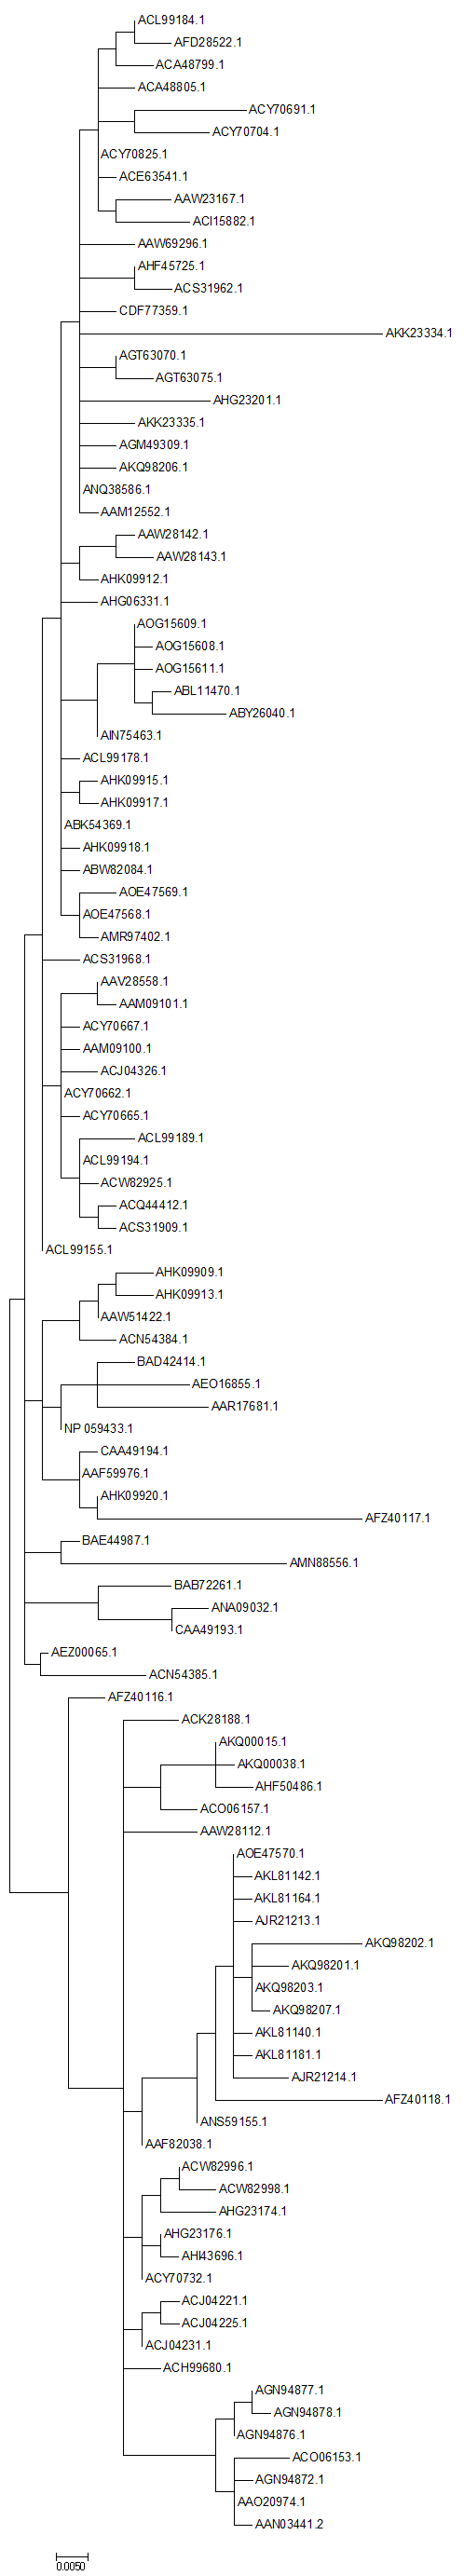 ACL99184.1
AFD28522.1
ACA48799.1
ACA48805.1
ACY70691.1
ACY70704.1
ACY70825.1
ACE63541.1
AAW23167.1
ACI15882.1
AAW69296.1
AHF45725.1
ACS31962.1
CDF77359.1
AKK23334.1
AGT63070.1
AGT63075.1
AHG23201.1
AKK23335.1
AGM49309.1
AKQ98206.1
ANQ38586.1
AAM12552.1
AAW28142.1
AAW28143.1
AHK09912.1
AHG06331.1
AOG15609.1
AOG15608.1
AOG15611.1
ABL11470.1
ABY26040.1
AIN75463.1
ACL99178.1
AHK09915.1
AHK09917.1
ABK54369.1
AHK09918.1
ABW82084.1
AOE47569.1
AOE47568.1
AMR97402.1
ACS31968.1
AAV28558.1
AAM09101.1
ACY70667.1
AAM09100.1
ACJ04326.1
ACY70662.1
ACY70665.1
ACL99189.1
ACL99194.1
ACW82925.1
ACQ44412.1
ACS31909.1
ACL99155.1
AHK09909.1
AHK09913.1
AAW51422.1
ACN54384.1
BAD42414.1
AEO16855.1
AAR17681.1
NP 059433.1
CAA49194.1
AAF59976.1
AHK09920.1
AFZ40117.1
BAE44987.1
AMN88556.1
BAB72261.1
ANA09032.1
CAA49193.1
AEZ00065.1
ACN54385.1
AFZ40116.1
ACK28188.1
AKQ00015.1
AKQ00038.1
AHF50486.1
ACO06157.1
AAW28112.1
AOE47570.1
AKL81142.1
AKL81164.1
AJR21213.1
AKQ98202.1
AKQ98201.1
AKQ98203.1
AKQ98207.1
AKL81140.1
AKL81181.1
AJR21214.1
AFZ40118.1
ANS59155.1
AAF82038.1
ACW82996.1
ACW82998.1
AHG23174.1
AHG23176.1
AHI43696.1
ACY70732.1
ACJ04221.1
ACJ04225.1
ACJ04231.1
ACH99680.1
AGN94877.1
AGN94878.1
AGN94876.1
ACO06153.1
AGN94872.1
AAO20974.1
AAN03441.2
0.0050